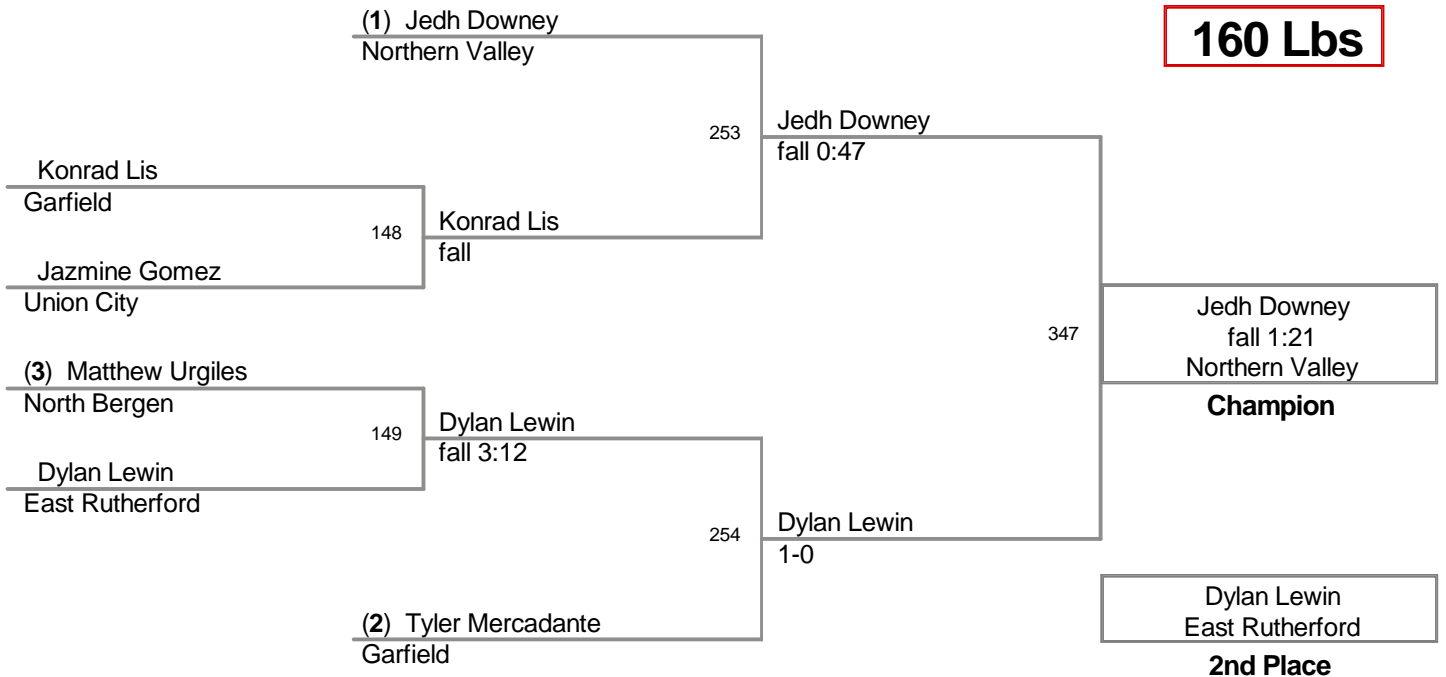 (1) Jedh Downey
Northern Valley
160 Lbs
253
Jedh Downey
fall 0:47
Konrad Lis
Garfield
148
Konrad Lis
fall
Jazmine Gomez
Union City
347
Jedh Downey
fall 1:21
Northern Valley
Champion
(3) Matthew Urgiles
North Bergen
149
Dylan Lewin
fall 3:12
Dylan Lewin
East Rutherford
254
Dylan Lewin
1-0
(2) Tyler Mercadante
Garfield
Dylan Lewin
East Rutherford
2nd Place